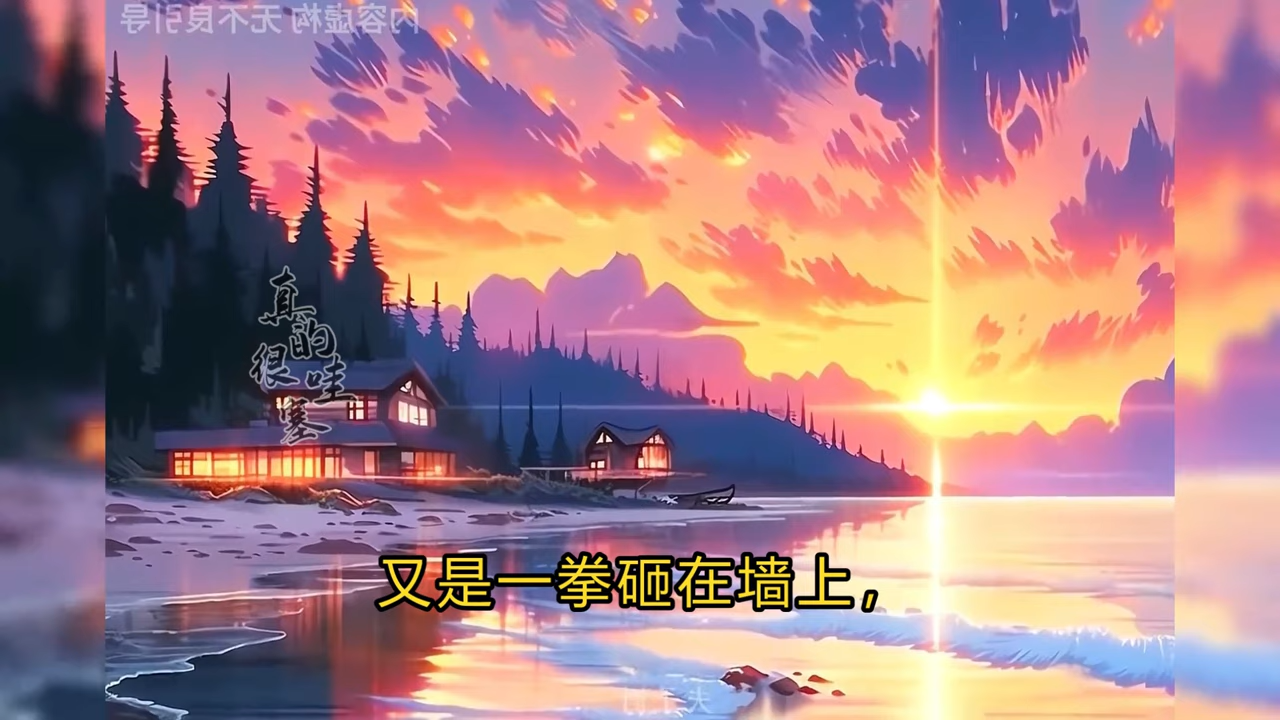 内容虚构 无不良引导
真的
很哇
塞
又是一拳砸在墙上，